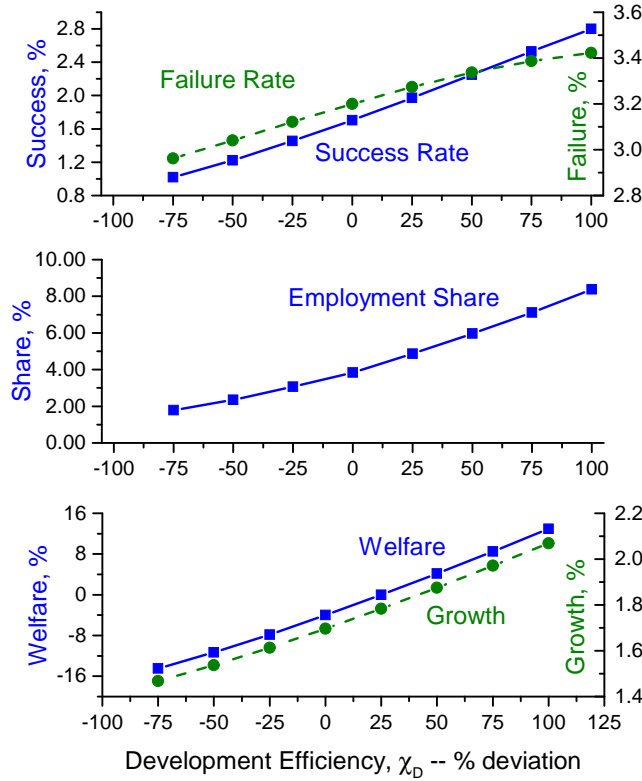 Success, %
2.8
2.4
2.0
1.6
1.2
0.8
Failure Rate
Success Rate
3.6
3.4
3.2
3.0
2.8
Failure, %
-100 -75 -50 -25 0 25 50 75 100
Share, %
10.00
8.00
6.00
4.00
2.00
0.00
Employment Share
-100 -75 -50 -25 0 25 50 75 100
Welfare, %
16
8
0
-8
-16
Welfare
Growth
2.2
2.0
1.8
1.6
1.4
Growth, %
-100 -75 -50 -25 0 25 50 75 100 125
Development Efficiency, χ_D -- % deviation